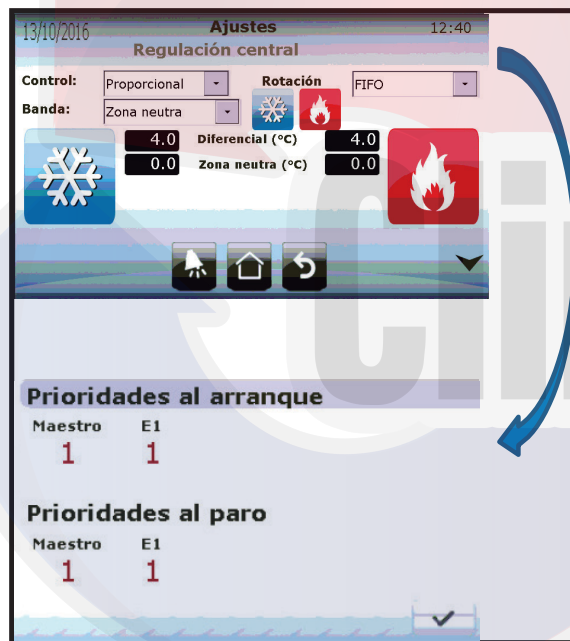 13/10/2016 Ajustes 12:40
Regulación central
Control: Proporcional Rotación FIFO
Banda: Zona neutra
4.0 Diferencial (°C) 4.0
0.0 Zona neutra (°C) 0.0
Prioridades al arranque
Maestro E1
1 1
Prioridades al paro
Maestro E1
1 1